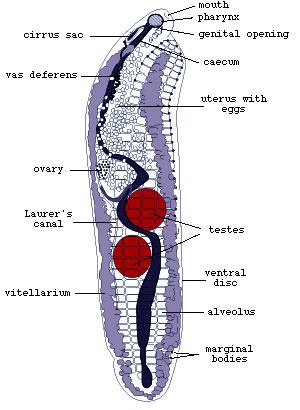 mouth
pharynx
cirrus sac
genital opening
caecum
vas deferens
uterus with
eggs
ovary
Laurer's
canal
testes
ventral
disc
vitellarium
alveolus
marginal
bodies